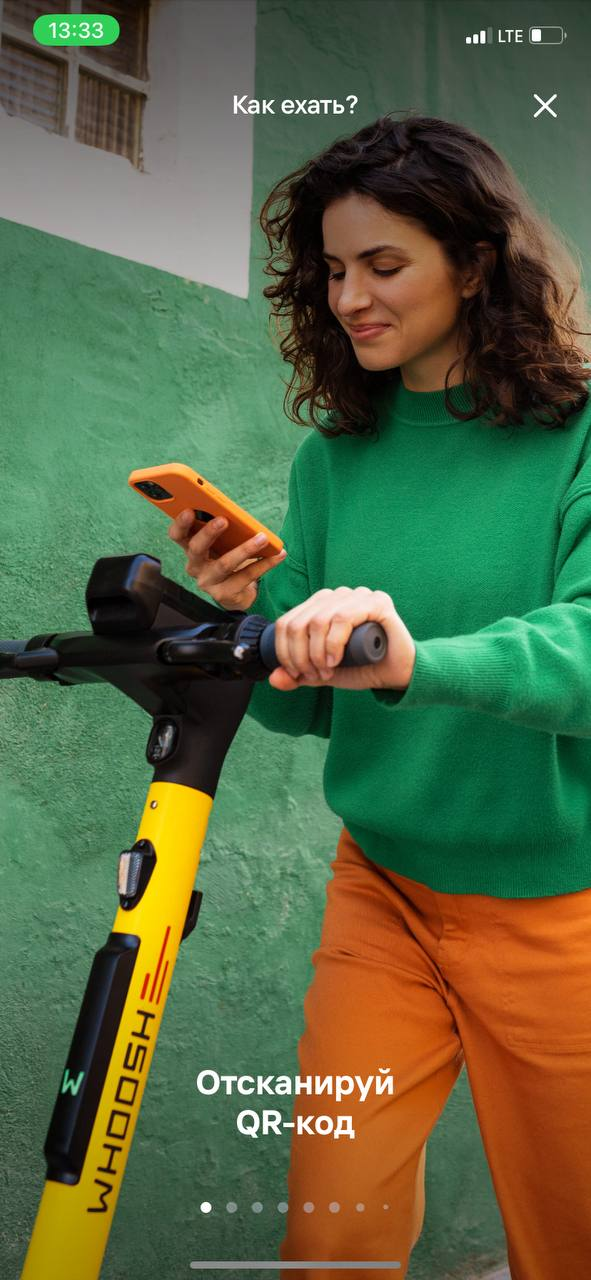 13:33
LTE
Как ехать?
WHOOSH
W
Отсканируй
QR-код